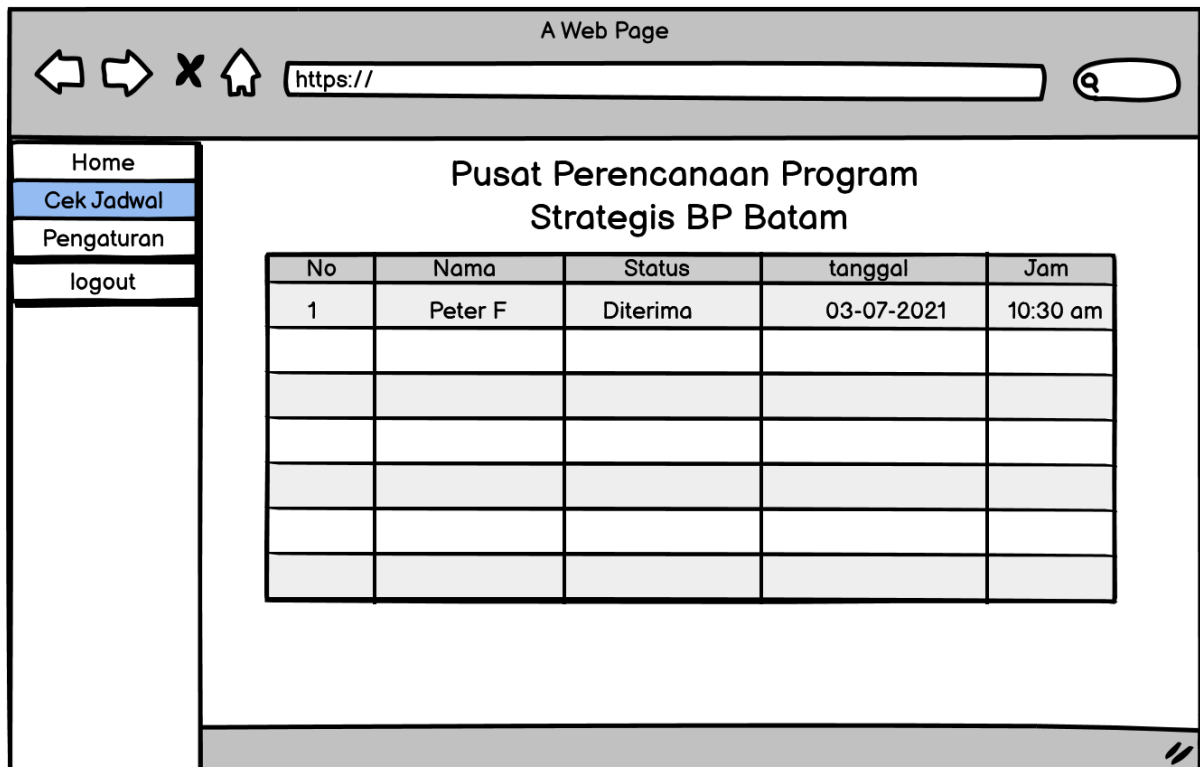 A Web Page
https://
Home
Cek Jadwal
Pengaturan
logout
Pusat Perencanaan Program
Strategis BP Batam
No Nama Status tanggal Jam
1 Peter F Diterima 03-07-2021 10:30 am